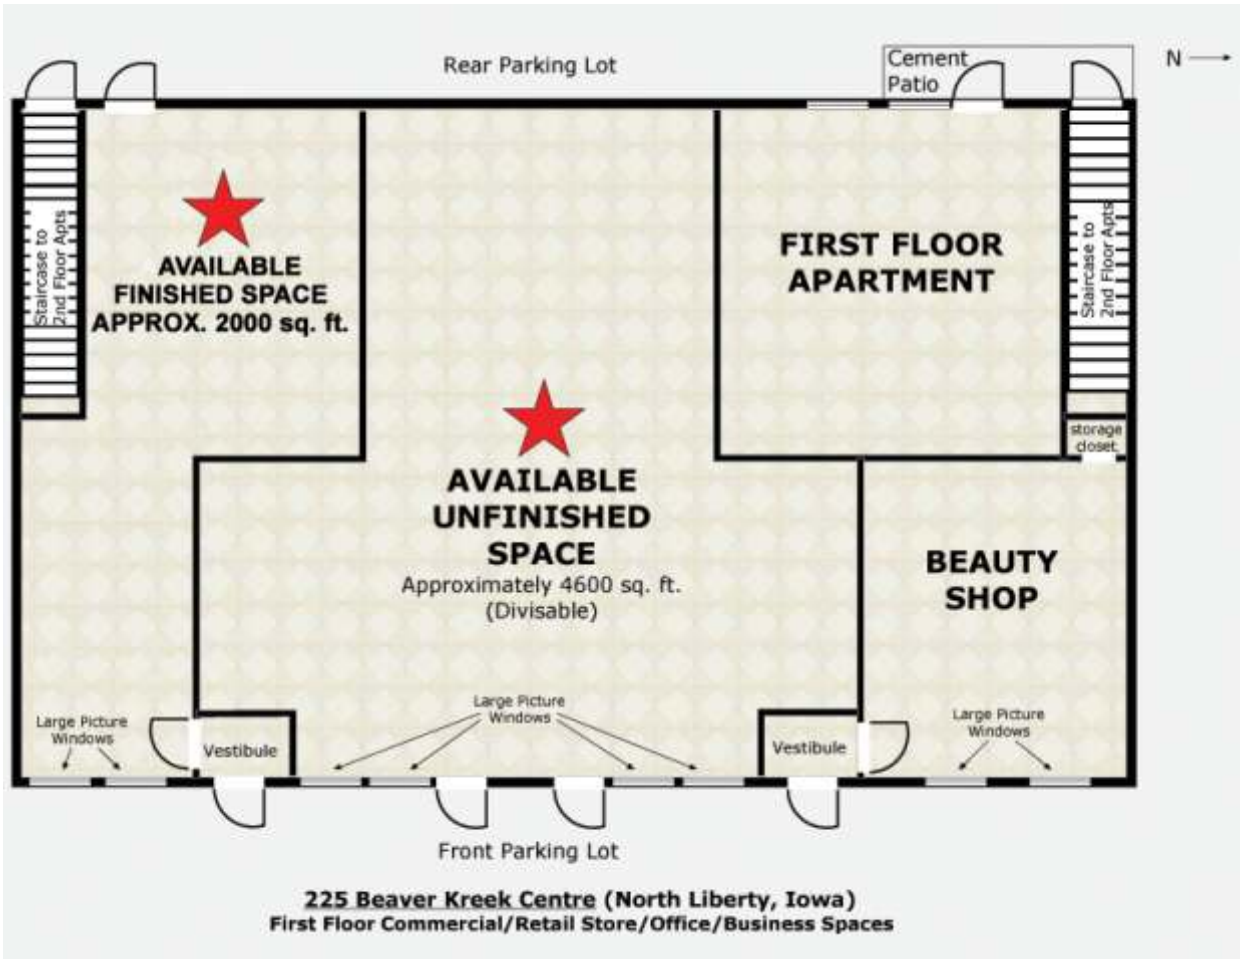 Rear Parking Lot
Cement
Patio
N
Staircase to
2nd Floor Apts
AVAILABLE
FINISHED SPACE
APPROX. 2000 sq. ft.
FIRST FLOOR
APARTMENT
Staircase to
2nd Floor Apts
storage
closet
AVAILABLE
UNFINISHED
SPACE
Approximately 4600 sq. ft.
(Divisable)
BEAUTY
SHOP
Large Picture
Windows
Vestibule
Large Picture
Windows
Vestibule
Large Picture
Windows
Front Parking Lot
225 Beaver Kreek Centre (North Liberty, Iowa)
First Floor Commercial/Retail Store/Office/Business Spaces